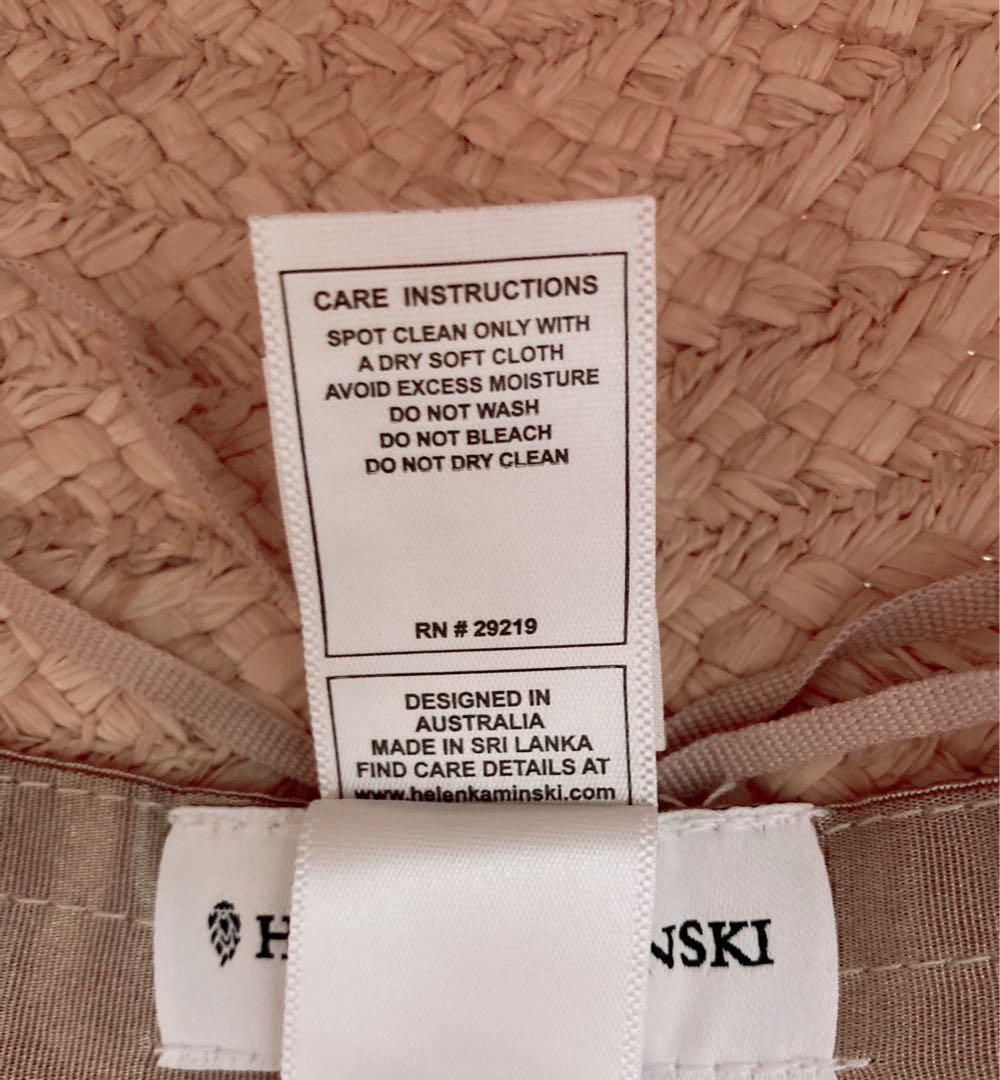 CARE INSTRUCTIONS
SPOT CLEAN ONLY WITH
A DRY SOFT CLOTH
AVOID EXCESS MOISTURE
DO NOT WASH
DO NOT BLEACH
DO NOT DRY CLEAN
RN # 29219
DESIGNED IN
AUSTRALIA
MADE IN SRI LANKA
FIND CARE DETAILS AT
www.helenkaminski.com
H NSKI